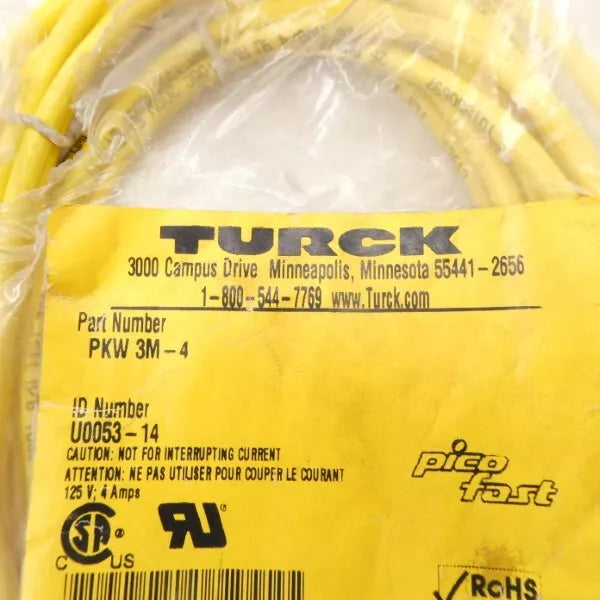 TURCK
3000 Campus Drive Minneapolis, Minnesota 55441-2656
1-800-544-7769 www.Turck.com
Part Number
PKW 3M-4
ID Number
U0053-14
CAUTION: NOT FOR INTERRUPTING CURRENT
ATTENTION: NE PAS UTILISER POUR COUPER LE COURANT
125 V; 4 Amps
pico
fast
C US
RoHS